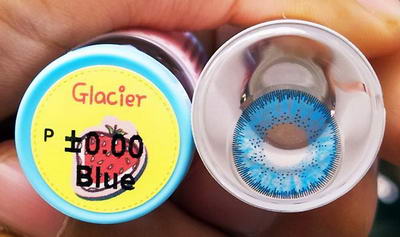 Glacier
P ±0.00
Blue